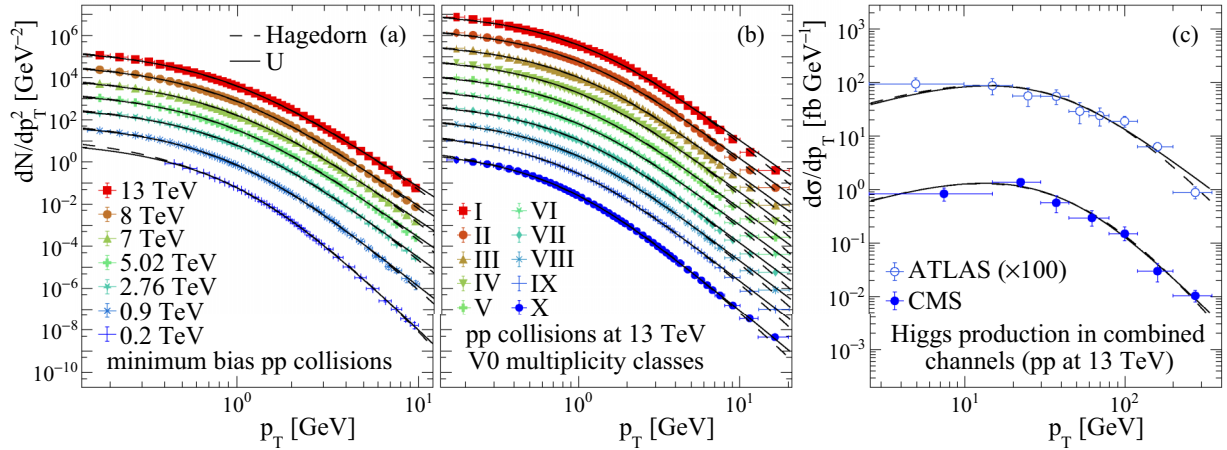 dN/dp_T^2 [GeV^-2]
10^6
10^4
10^2
10^0
10^-2
10^-4
10^-6
10^-8
10^-10
Hagedorn
U
(a)
13 TeV
8 TeV
7 TeV
5.02 TeV
2.76 TeV
0.9 TeV
0.2 TeV
minimum bias pp collisions
10^0
10^1
p_T [GeV]
(b)
I
II
III
IV
V
VI
VII
VIII
IX
X
pp collisions at 13 TeV
V0 multiplicity classes
10^0
10^1
p_T [GeV]
dσ/dp_T [fb GeV^-1]
10^3
10^2
10^1
10^0
10^-1
10^-2
10^-3
(c)
ATLAS (×100)
CMS
Higgs production in combined
channels (pp at 13 TeV)
10^1
10^2
p_T [GeV]